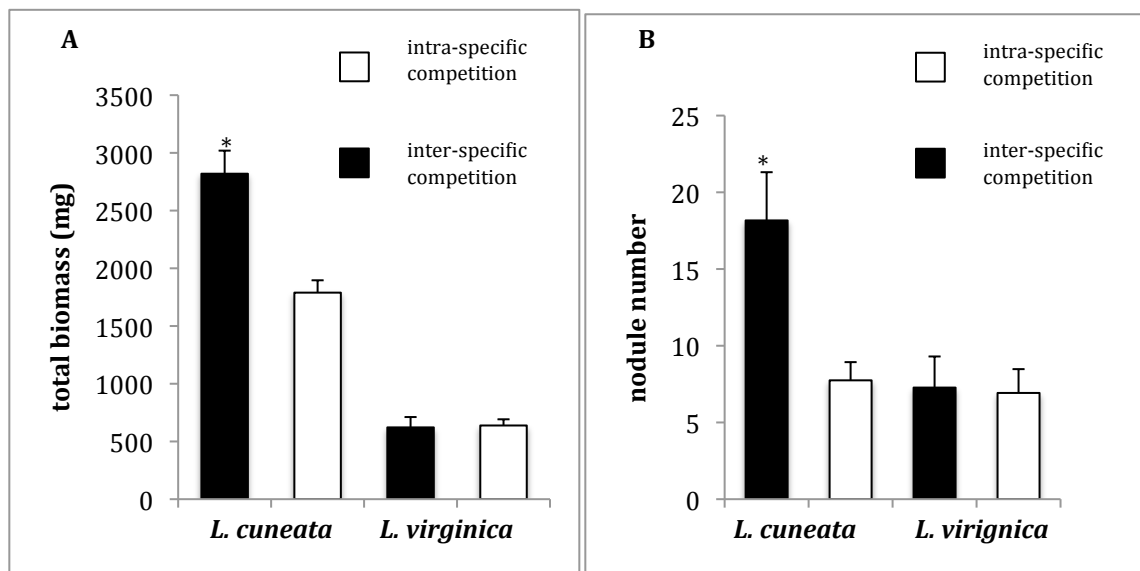 A
intra-specific
competition
inter-specific
competition
total biomass (mg)
3500
3000
2500
2000
1500
1000
500
0
*
L. cuneata
L. virginica
B
intra-specific
competition
inter-specific
competition
nodule number
25
20
15
10
5
0
*
L. cuneata
L. virignica